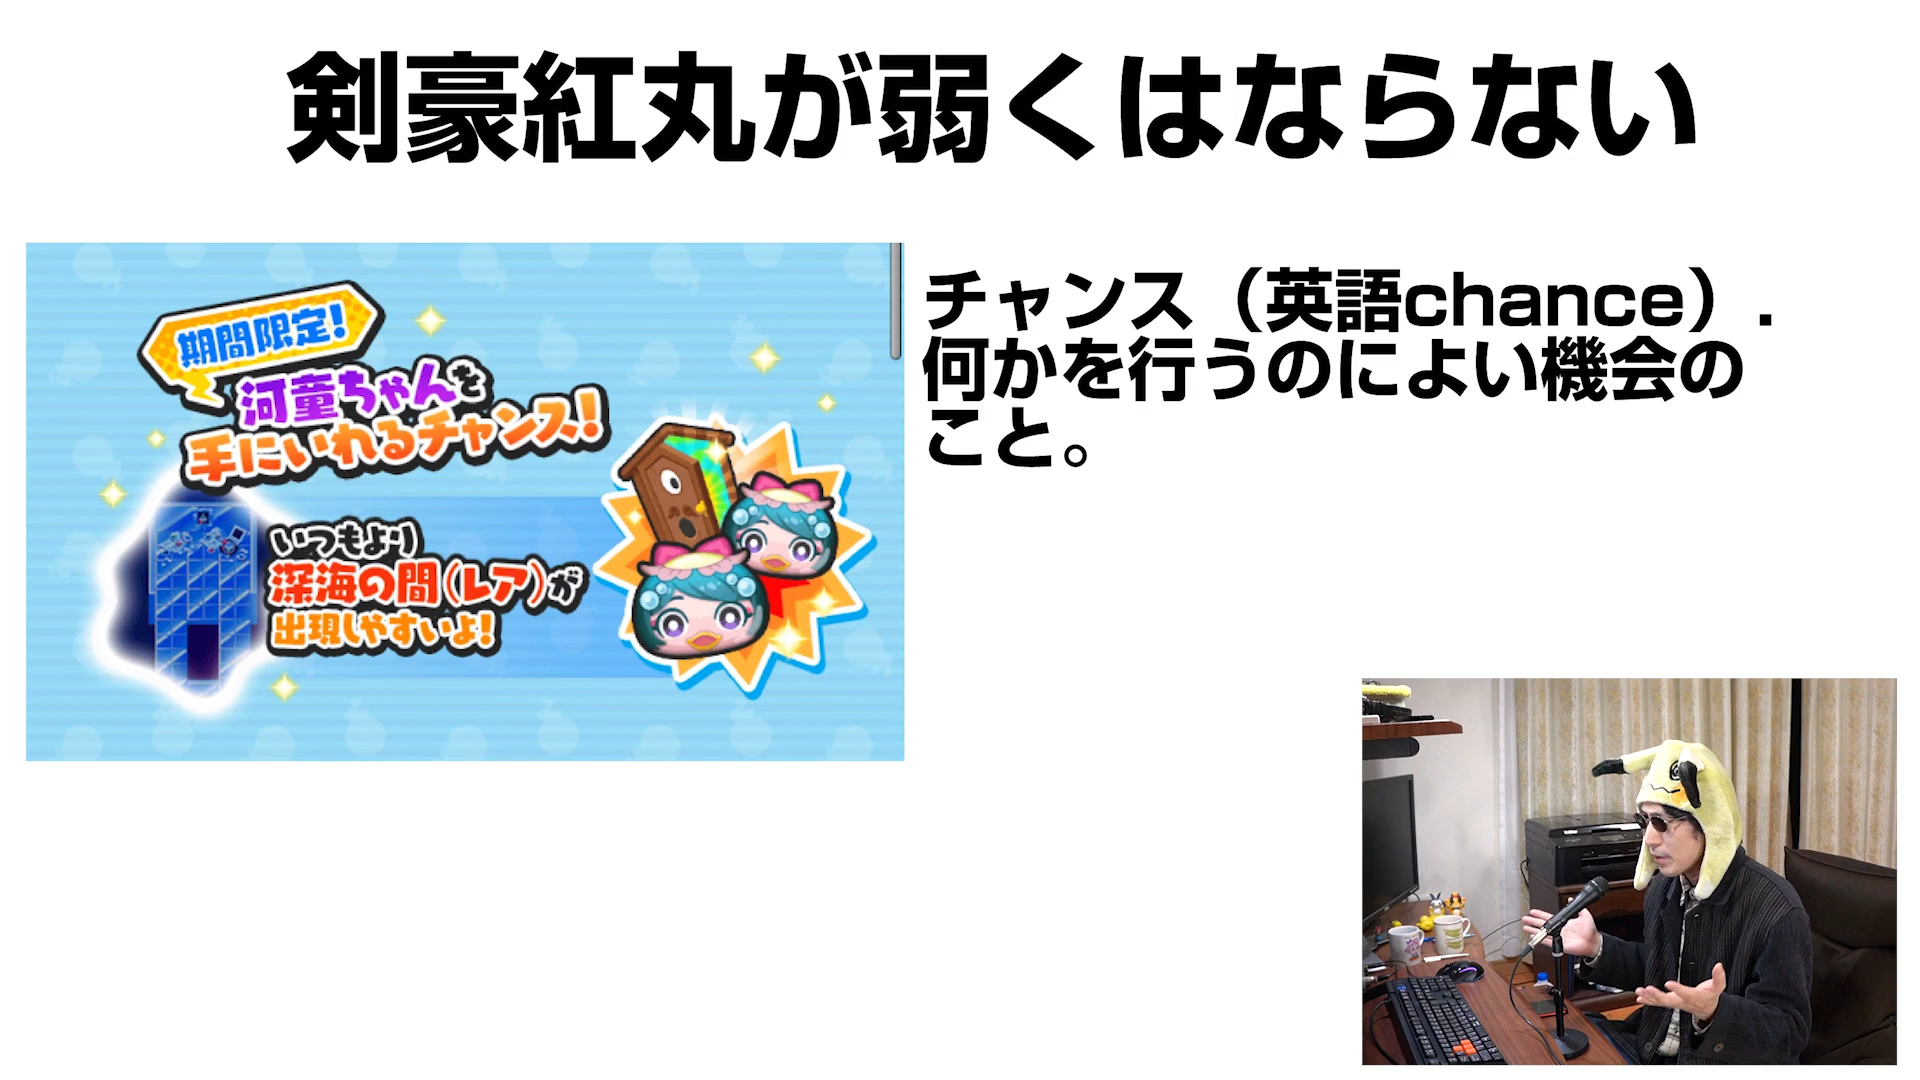 剣豪紅丸が弱くはならない
期間限定!
河童ちゃんを
手にいれるチャンス!
いつもより
深海の間(レア)が
出現しやすいよ!
チャンス（英語chance）.
何かを行うのによい機会の
こと。